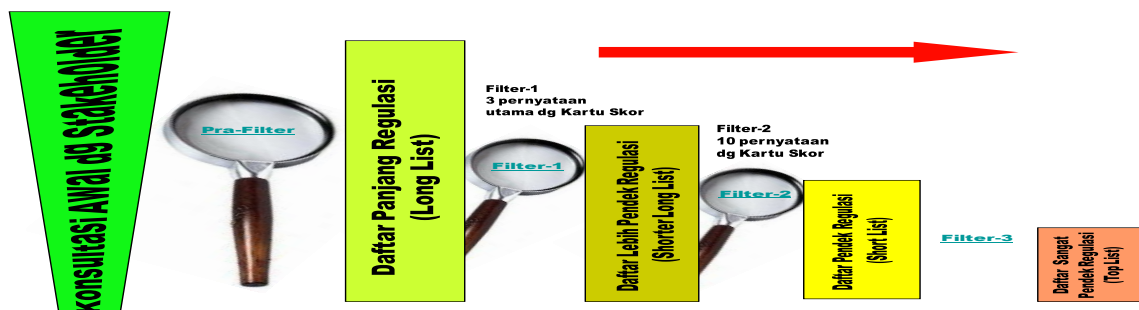 Konsultasi Awal dg Stakeholder
Pra-Filter
Daftar Panjang Regulasi
(Long List)
Filter-1
3 pernyataan
utama dg Kartu Skor
Filter-1
Daftar Lebih Pendek Regulasi
(Shorter Long List)
Filter-2
10 pernyataan
dg Kartu Skor
Filter-2
Daftar Pendek Regulasi
(Short List)
Filter-3
Daftar Sangat
Pendek Regulasi
(Top List)